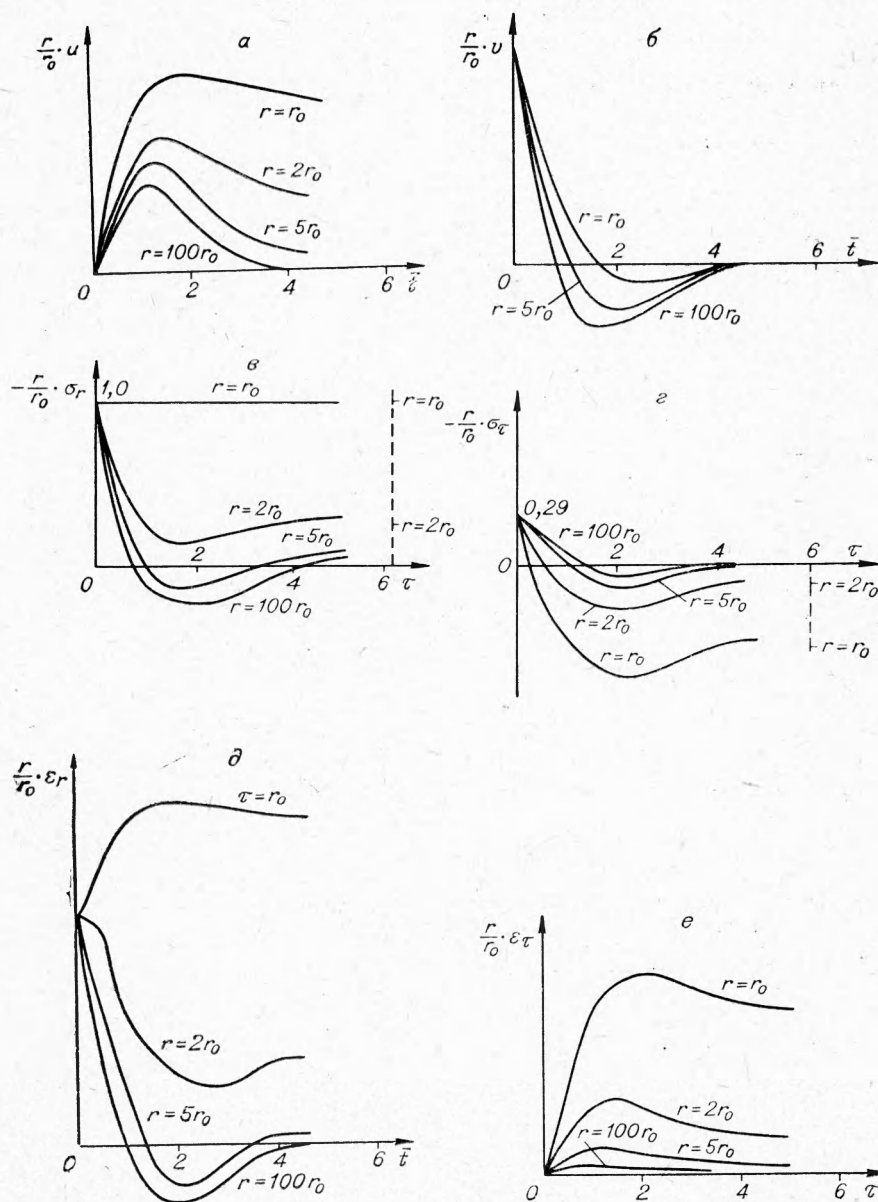 а
r/r₀ · u
r = r₀
r = 2r₀
r = 5r₀
r = 100r₀
0 2 4 6 t̄
б
r/r₀ · υ
r = r₀
r = 5r₀
r = 100r₀
0 2 4 6 t̄
в
−r/r₀ · σr 1,0
r = r₀
r = r₀
r = 2r₀
r = 2r₀
r = 5r₀
r = 100r₀
0 2 4 6 τ
г
−r/r₀ · στ
0,29
r = 100r₀
r = 5r₀
r = 2r₀
r = r₀
r = 2r₀
r = r₀
0 2 4 6 τ
д
r/r₀ · εr
τ = r₀
r = 2r₀
r = 5r₀
r = 100r₀
0 2 4 6 t̄
е
r/r₀ · ετ
r = r₀
r = 2r₀
r = 100r₀
r = 5r₀
0 2 4 6 τ